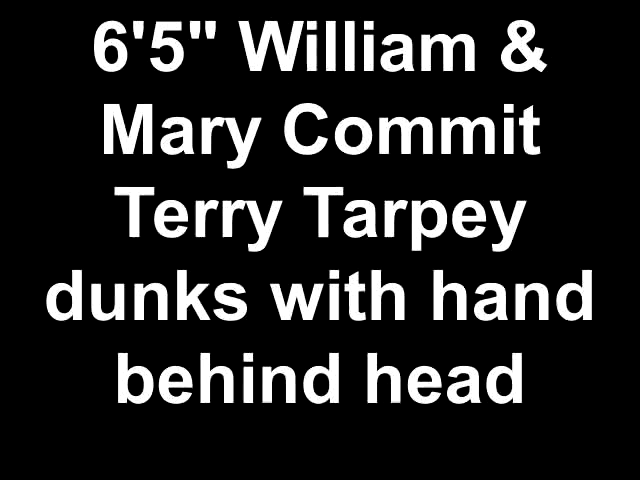 6'5" William &
Mary Commit
Terry Tarpey
dunks with hand
behind head